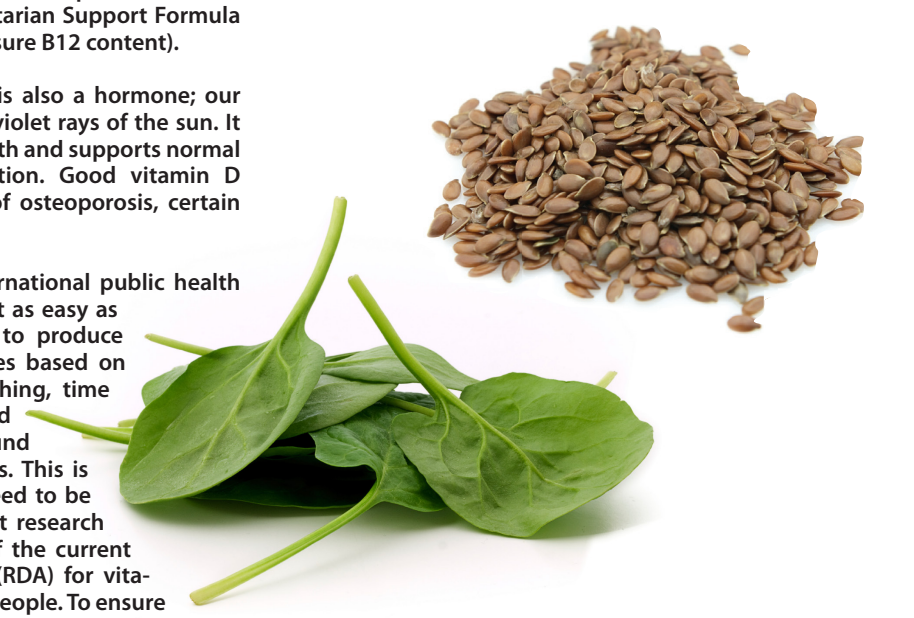 tarian Support Formula
sure B12 content).
is also a hormone; our
violet rays of the sun. It
th and supports normal
tion. Good vitamin D
of osteoporosis, certain
rnational public health
t as easy as
to produce
es based on
thing, time
d
und
s. This is
ed to be
t research
f the current
(RDA) for vita-
eople. To ensure